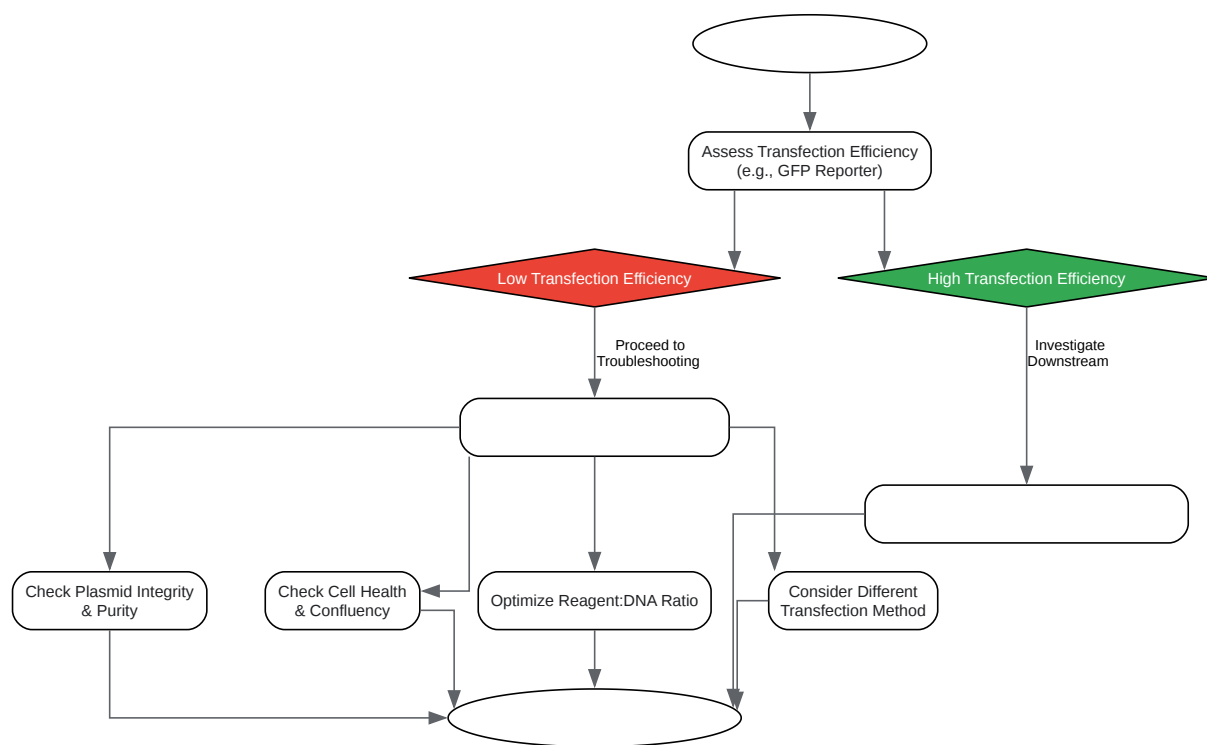 Assess Transfection Efficiency
(e.g., GFP Reporter)
Low Transfection Efficiency
High Transfection Efficiency
Proceed to
Troubleshooting
Investigate
Downstream
Check Plasmid Integrity
& Purity
Check Cell Health
& Confluency
Optimize Reagent:DNA Ratio
Consider Different
Transfection Method